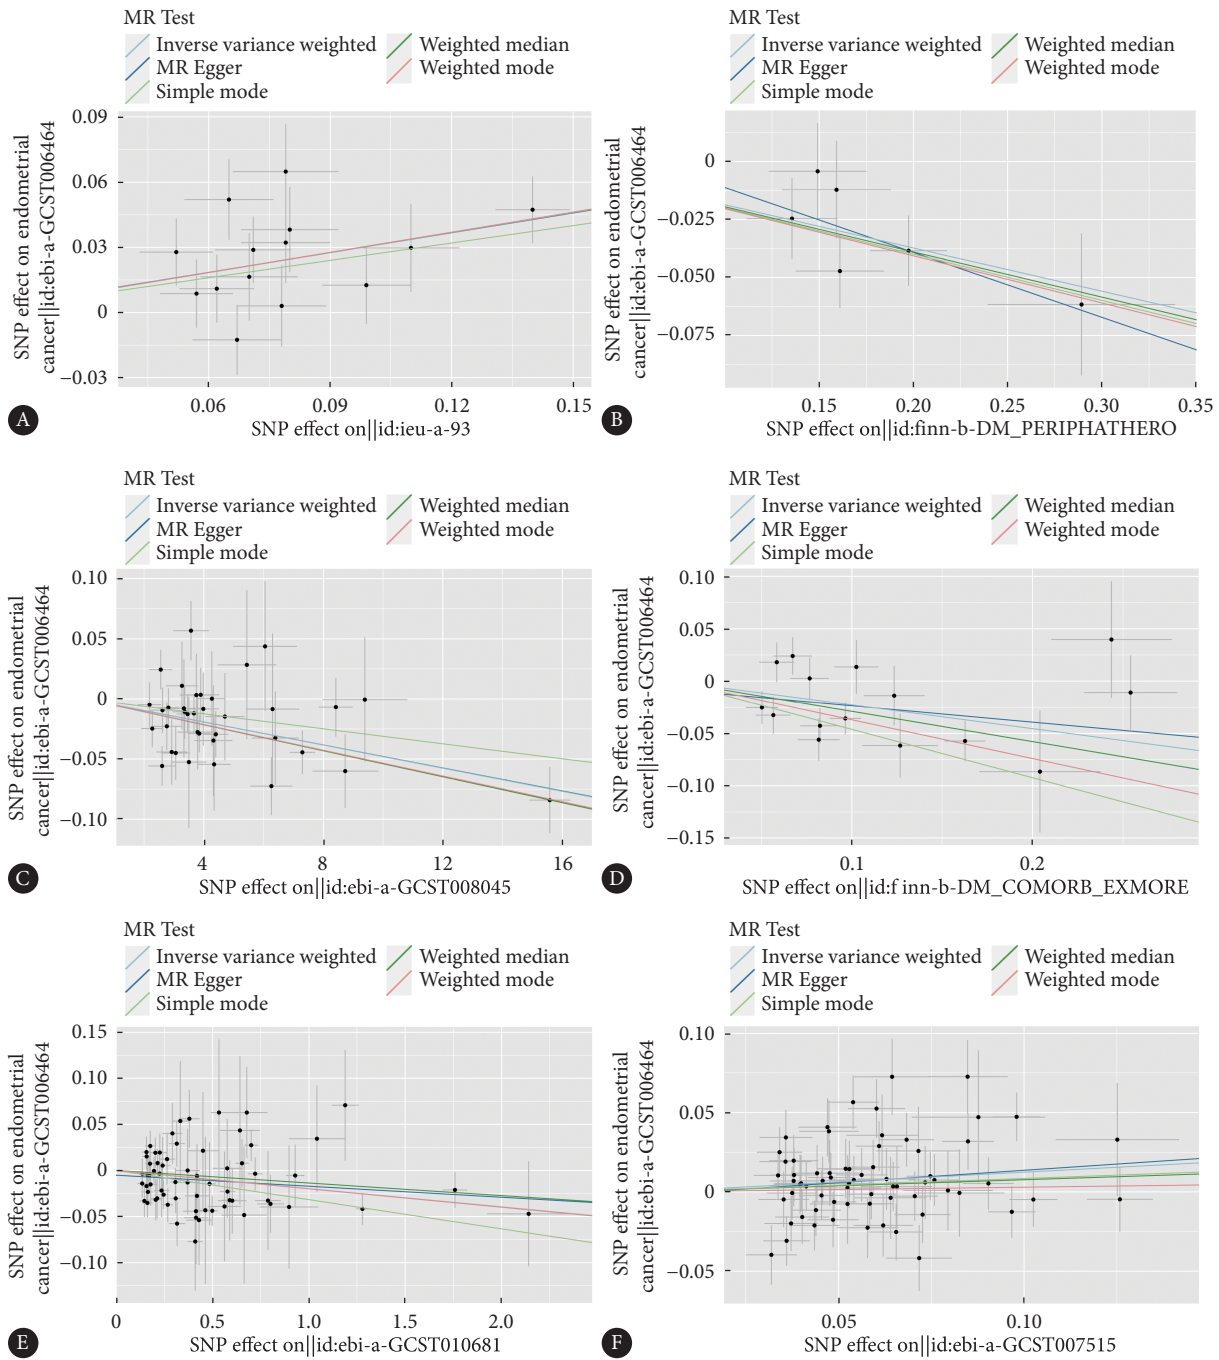 MR Test
Inverse variance weighted
MR Egger
Simple mode
Weighted median
Weighted mode
SNP effect on endometrial
cancer||id:ebi-a-GCST006464
0.09
0.06
0.03
0
−0.03
0.06
0.09
0.12
0.15
SNP effect on||id:ieu-a-93
A
MR Test
Inverse variance weighted
MR Egger
Simple mode
Weighted median
Weighted mode
SNP effect on endometrial
cancer||id:ebi-a-GCST006464
0
−0.025
−0.050
−0.075
0.15
0.20
0.25
0.30
0.35
SNP effect on||id:finn-b-DM_PERIPHATHERO
B
MR Test
Inverse variance weighted
MR Egger
Simple mode
Weighted median
Weighted mode
SNP effect on endometrial
cancer||id:ebi-a-GCST006464
0.10
0.05
0
−0.05
−0.10
4
8
12
16
SNP effect on||id:ebi-a-GCST008045
C
MR Test
Inverse variance weighted
MR Egger
Simple mode
Weighted median
Weighted mode
SNP effect on endometrial
cancer||id:ebi-a-GCST006464
0.10
0.05
0
−0.05
−0.10
−0.15
0.1
0.2
SNP effect on||id:f inn-b-DM_COMORB_EXMORE
D
MR Test
Inverse variance weighted
MR Egger
Simple mode
Weighted median
Weighted mode
SNP effect on endometrial
cancer||id:ebi-a-GCST006464
0.15
0.10
0.05
0
−0.05
−0.10
0
0.5
1.0
1.5
2.0
SNP effect on||id:ebi-a-GCST010681
E
MR Test
Inverse variance weighted
MR Egger
Simple mode
Weighted median
Weighted mode
SNP effect on endometrial
cancer||id:ebi-a-GCST006464
0.10
0.05
0
−0.05
0.05
0.10
SNP effect on||id:ebi-a-GCST007515
F